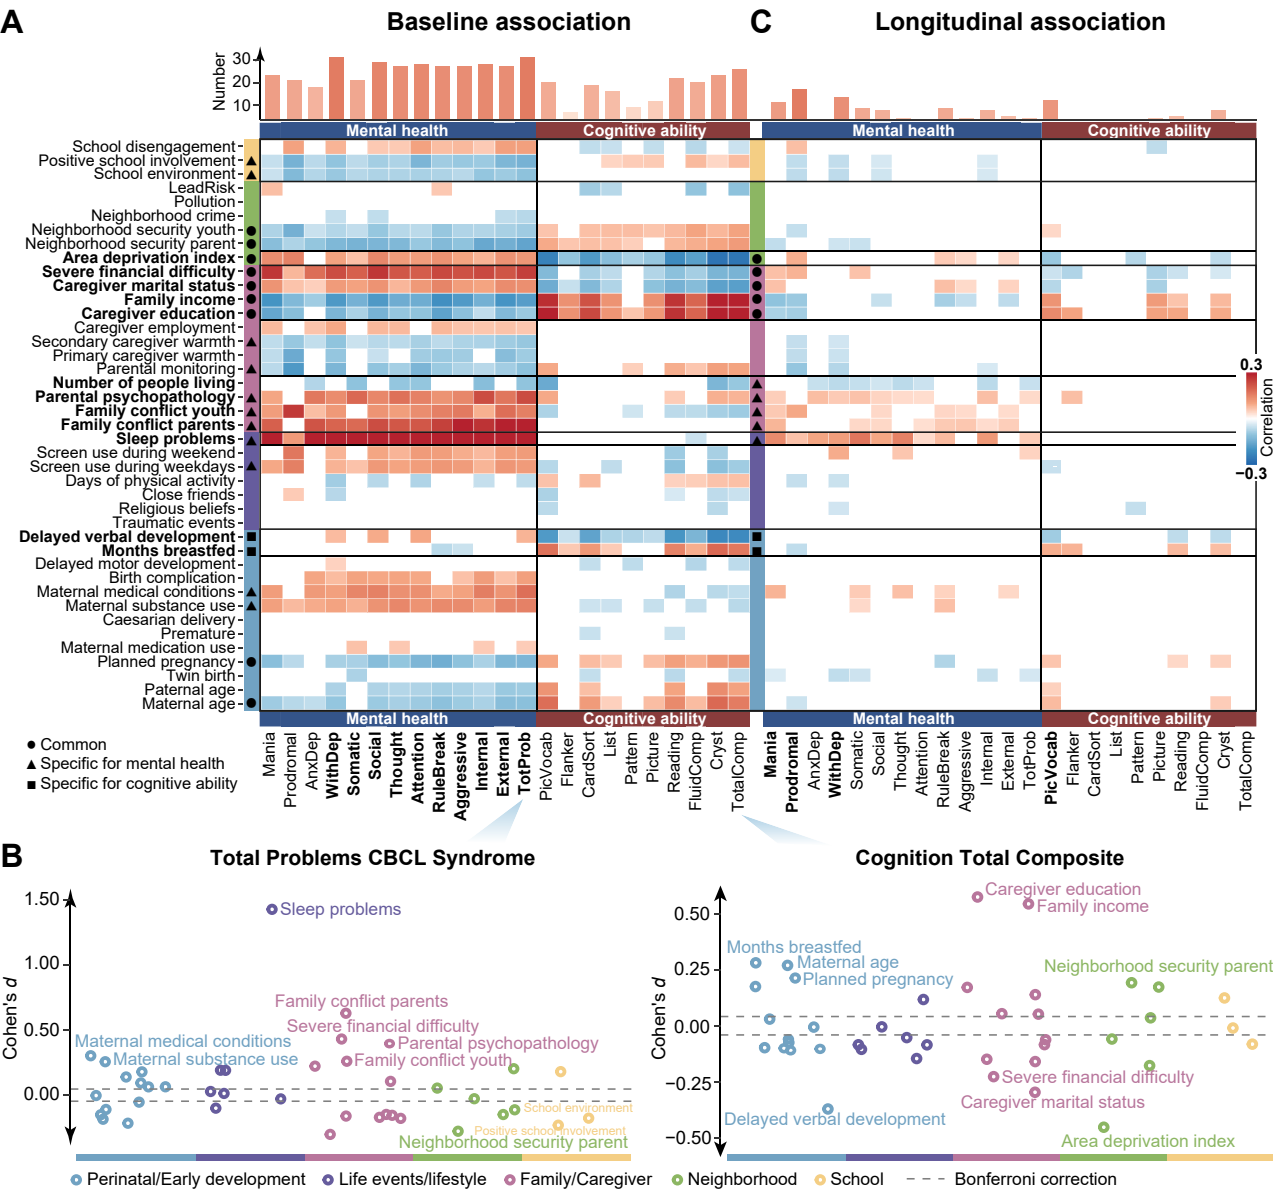 A
Baseline association
C
Longitudinal association
Number
30
20
10
Mental health
Cognitive ability
Mental health
Cognitive ability
School disengagement
Positive school involvement
School environment
LeadRisk
Pollution
Neighborhood crime
Neighborhood security youth
Neighborhood security parent
Area deprivation index
Severe financial difficulty
Caregiver marital status
Family income
Caregiver education
Caregiver employment
Secondary caregiver warmth
Primary caregiver warmth
Parental monitoring
Number of people living
Parental psychopathology
Family conflict youth
Family conflict parents
Sleep problems
Screen use during weekend
Screen use during weekdays
Days of physical activity
Close friends
Religious beliefs
Traumatic events
Delayed verbal development
Months breastfed
Delayed motor development
Birth complication
Maternal medical conditions
Maternal substance use
Caesarian delivery
Premature
Maternal medication use
Planned pregnancy
Twin birth
Paternal age
Maternal age
0.3
Correlation
−0.3
Mental health
Cognitive ability
Mental health
Cognitive ability
Common
Specific for mental health
Specific for cognitive ability
Mania
Prodromal
AnxDep
WithDep
Somatic
Social
Thought
Attention
RuleBreak
Aggressive
Internal
External
TotProb
PicVocab
Flanker
CardSort
List
Pattern
Picture
Reading
FluidComp
Cryst
TotalComp
Mania
Prodromal
AnxDep
WithDep
Somatic
Social
Thought
Attention
RuleBreak
Aggressive
Internal
External
TotProb
PicVocab
Flanker
CardSort
List
Pattern
Picture
Reading
FluidComp
Cryst
TotalComp
B
Total Problems CBCL Syndrome
Cohen's d
1.50
1.00
0.50
0.00
Sleep problems
Family conflict parents
Severe financial difficulty
Maternal medical conditions
Parental psychopathology
Maternal substance use
Family conflict youth
School environment
Positive school involvement
Neighborhood security parent
Cognition Total Composite
Cohen's d
0.50
0.25
0.00
−0.25
−0.50
Caregiver education
Family income
Months breastfed
Maternal age
Neighborhood security parent
Planned pregnancy
Severe financial difficulty
Caregiver marital status
Delayed verbal development
Area deprivation index
Perinatal/Early development
Life events/lifestyle
Family/Caregiver
Neighborhood
School
Bonferroni correction